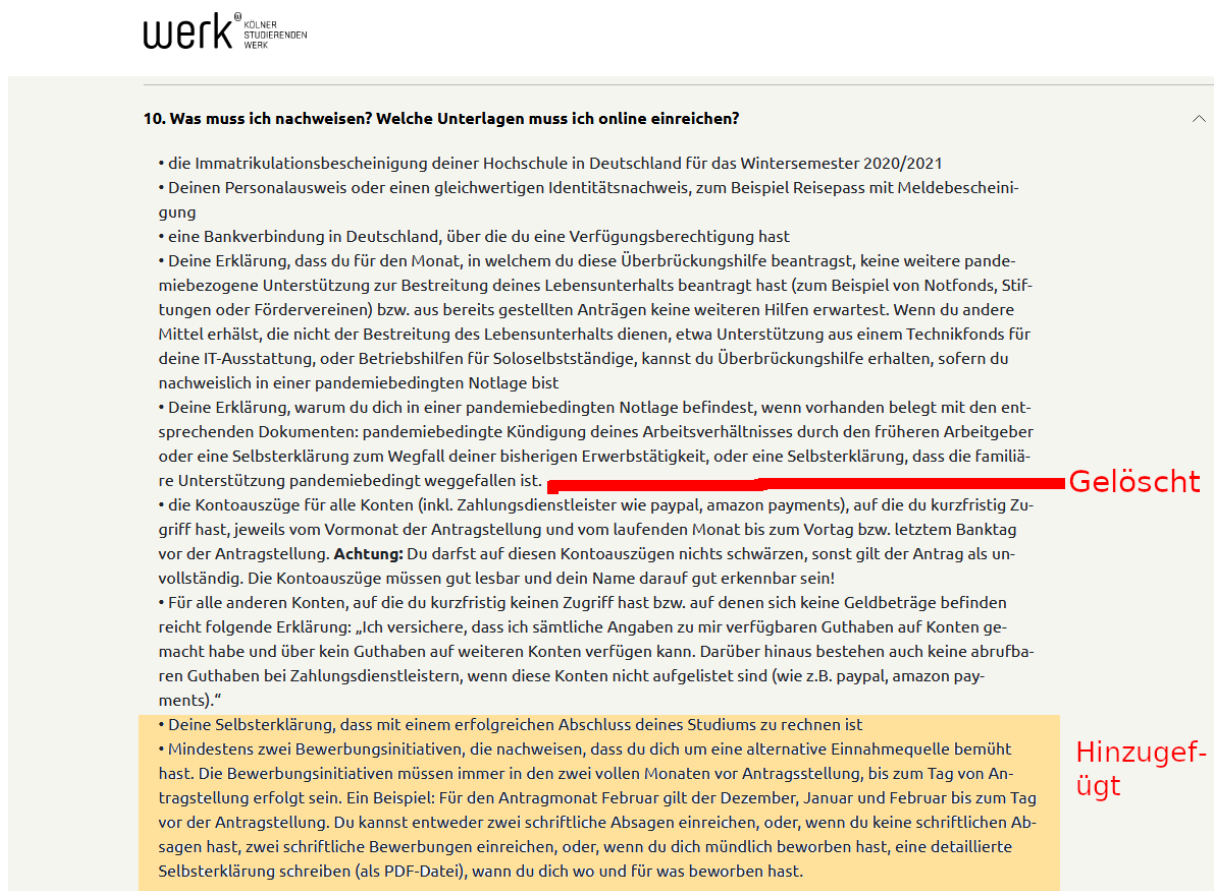 werk@ KÖLNER
STUDIERENDEN
WERK
10. Was muss ich nachweisen? Welche Unterlagen muss ich online einreichen?
• die Immatrikulationsbescheinigung deiner Hochschule in Deutschland für das Wintersemester 2020/2021
• Deinen Personalausweis oder einen gleichwertigen Identitätsnachweis, zum Beispiel Reisepass mit Meldebescheini-
gung
• eine Bankverbindung in Deutschland, über die du eine Verfügungsberechtigung hast
• Deine Erklärung, dass du für den Monat, in welchem du diese Überbrückungshilfe beantragst, keine weitere pande-
miebezogene Unterstützung zur Bestreitung deines Lebensunterhalts beantragt hast (zum Beispiel von Notfonds, Stif-
tungen oder Fördervereinen) bzw. aus bereits gestellten Anträgen keine weiteren Hilfen erwartest. Wenn du andere
Mittel erhälst, die nicht der Bestreitung des Lebensunterhalts dienen, etwa Unterstützung aus einem Technikfonds für
deine IT-Ausstattung, oder Betriebshilfen für Soloselbstständige, kannst du Überbrückungshilfe erhalten, sofern du
nachweislich in einer pandemiebedingten Notlage bist
• Deine Erklärung, warum du dich in einer pandemiebedingten Notlage befindest, wenn vorhanden belegt mit den ent-
sprechenden Dokumenten: pandemiebedingte Kündigung deines Arbeitsverhältnisses durch den früheren Arbeitgeber
oder eine Selbsterklärung zum Wegfall deiner bisherigen Erwerbstätigkeit, oder eine Selbsterklärung, dass die familiä-
re Unterstützung pandemiebedingt weggefallen ist.
Gelöscht
• die Kontoauszüge für alle Konten (inkl. Zahlungsdienstleister wie paypal, amazon payments), auf die du kurzfristig Zu-
griff hast, jeweils vom Vormonat der Antragstellung und vom laufenden Monat bis zum Vortag bzw. letztem Banktag
vor der Antragstellung. Achtung: Du darfst auf diesen Kontoauszügen nichts schwärzen, sonst gilt der Antrag als un-
vollständig. Die Kontoauszüge müssen gut lesbar und dein Name darauf gut erkennbar sein!
• Für alle anderen Konten, auf die du kurzfristig keinen Zugriff hast bzw. auf denen sich keine Geldbeträge befinden
reicht folgende Erklärung: „Ich versichere, dass ich sämtliche Angaben zu mir verfügbaren Guthaben auf Konten ge-
macht habe und über kein Guthaben auf weiteren Konten verfügen kann. Darüber hinaus bestehen auch keine abrufba-
ren Guthaben bei Zahlungsdienstleistern, wenn diese Konten nicht aufgelistet sind (wie z.B. paypal, amazon pay-
ments).“
• Deine Selbsterklärung, dass mit einem erfolgreichen Abschluss deines Studiums zu rechnen ist
• Mindestens zwei Bewerbungsinitiativen, die nachweisen, dass du dich um eine alternative Einnahmequelle bemüht
hast. Die Bewerbungsinitiativen müssen immer in den zwei vollen Monaten vor Antragsstellung, bis zum Tag von An-
tragstellung erfolgt sein. Ein Beispiel: Für den Antragmonat Februar gilt der Dezember, Januar und Februar bis zum Tag
vor der Antragstellung. Du kannst entweder zwei schriftliche Absagen einreichen, oder, wenn du keine schriftlichen Ab-
sagen hast, zwei schriftliche Bewerbungen einreichen, oder, wenn du dich mündlich beworben hast, eine detaillierte
Selbsterklärung schreiben (als PDF-Datei), wann du dich wo und für was beworben hast.
Hinzugef-
ügt